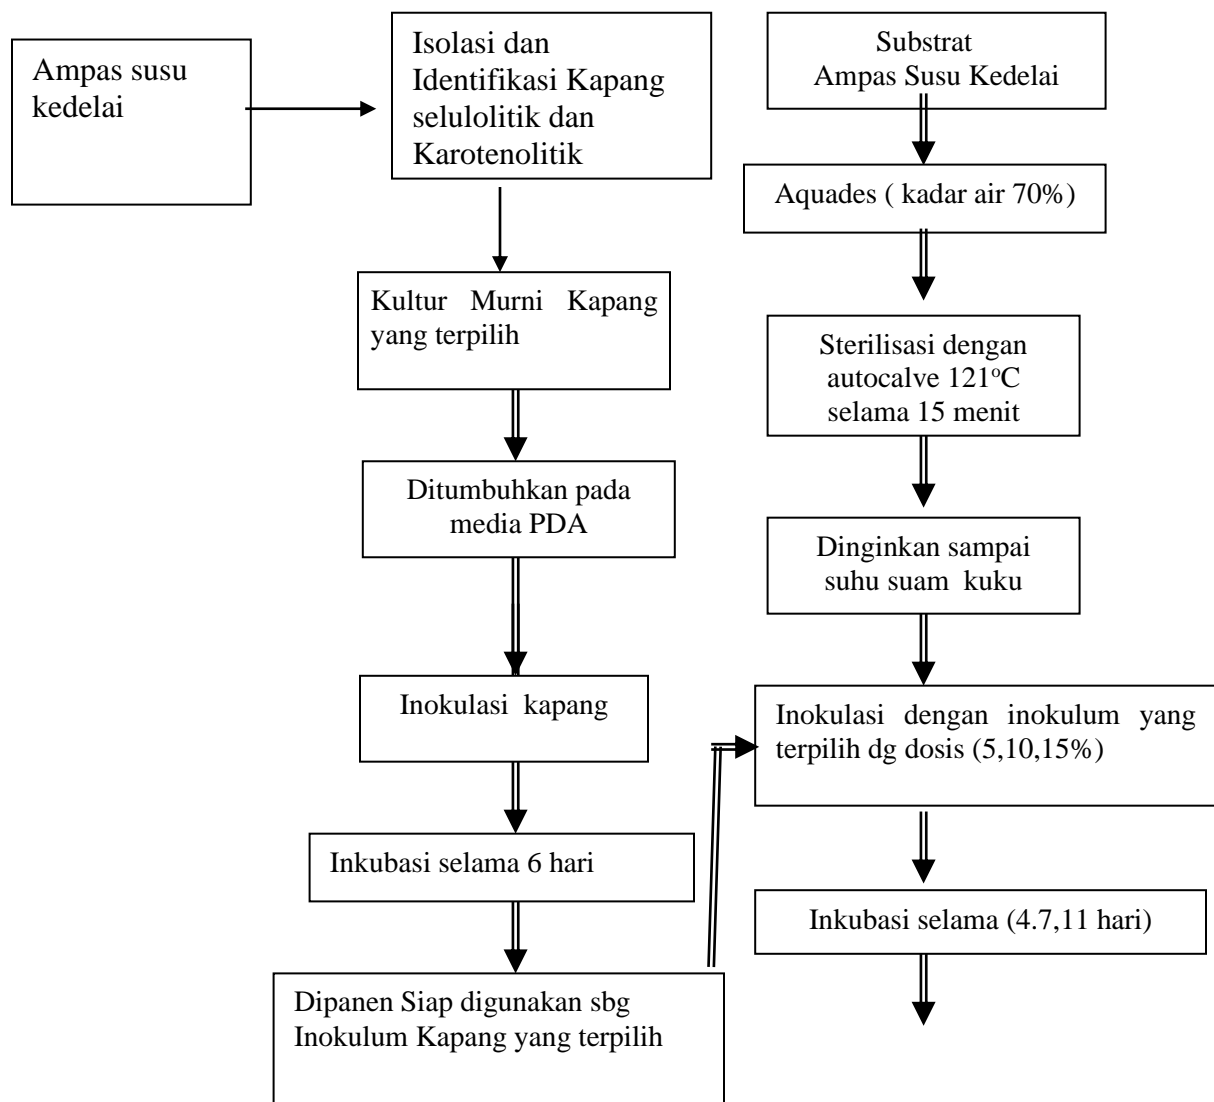 Ampas susu
kedelai
Isolasi dan
Identifikasi Kapang
selulolitik dan
Karotenolitik
Kultur Murni Kapang
yang terpilih
Ditumbuhkan pada
media PDA
Inokulasi kapang
Inkubasi selama 6 hari
Dipanen Siap digunakan sbg
Inokulum Kapang yang terpilih
Substrat
Ampas Susu Kedelai
Aquades ( kadar air 70%)
Sterilisasi dengan
autocalve 121ºC
selama 15 menit
Dinginkan sampai
suhu suam kuku
Inokulasi dengan inokulum yang
terpilih dg dosis (5,10,15%)
Inkubasi selama (4.7,11 hari)